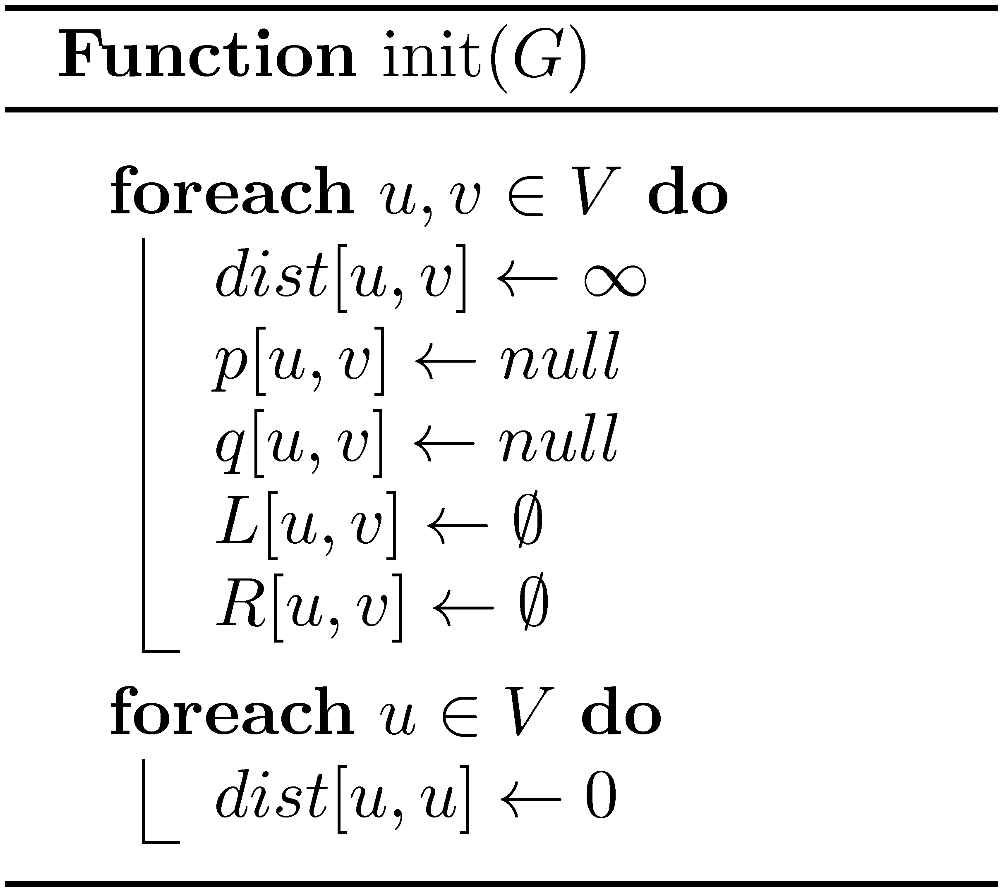 Function init(G)
foreach u, v ∈ V do
dist[u, v] ← ∞
p[u, v] ← null
q[u, v] ← null
L[u, v] ← ∅
R[u, v] ← ∅
foreach u ∈ V do
dist[u, u] ← 0